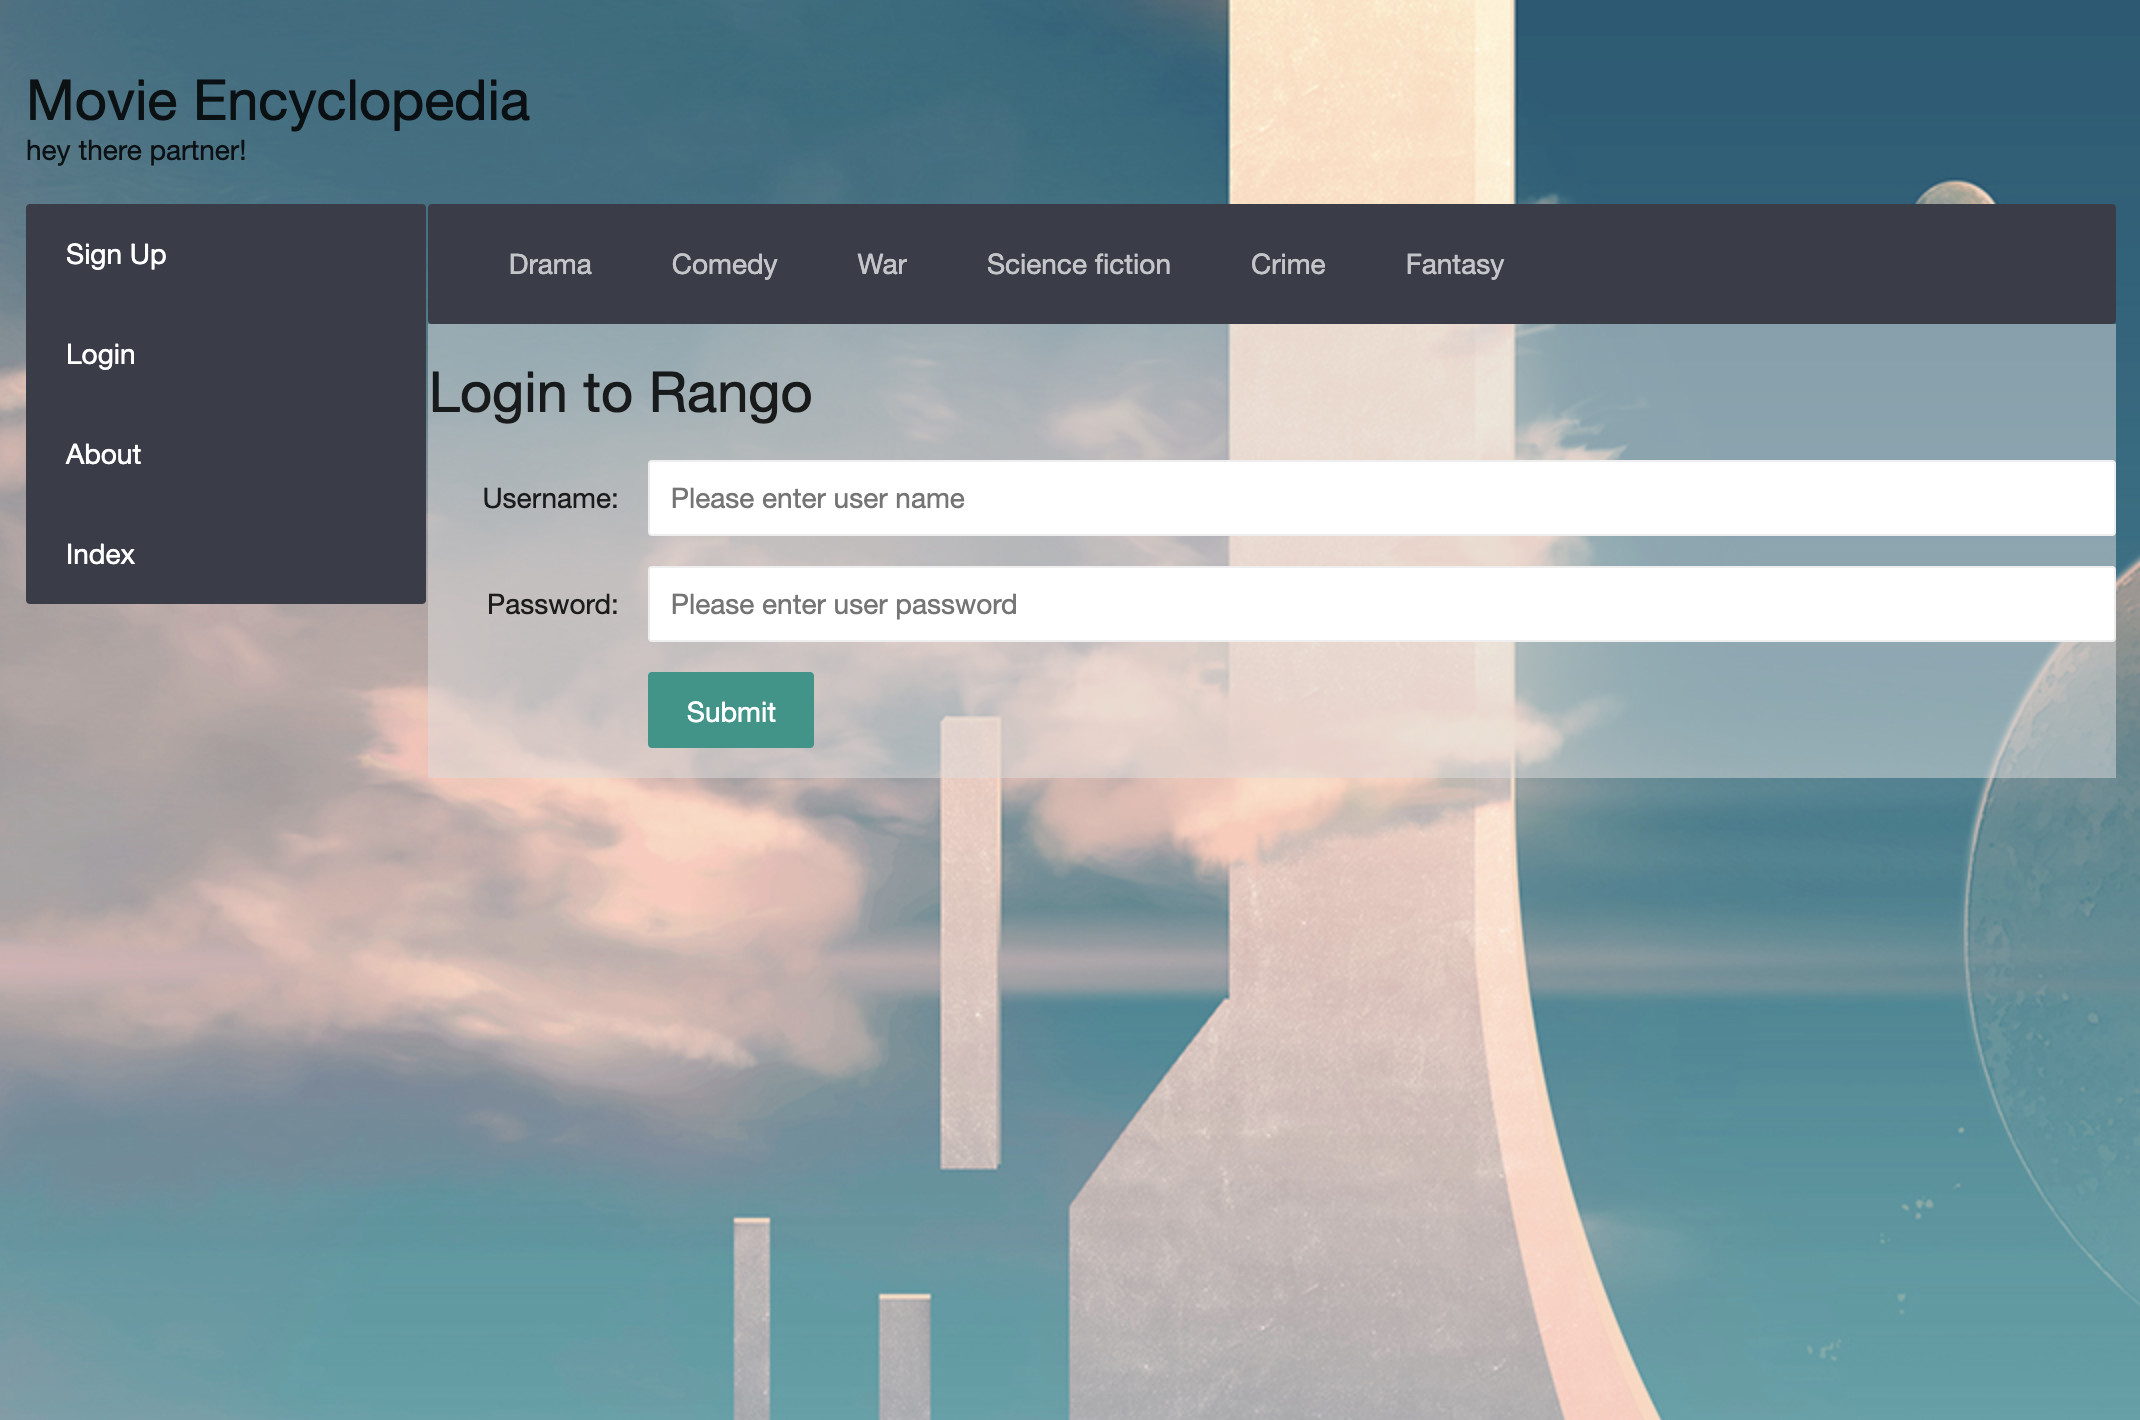 Movie Encyclopedia
hey there partner!
Sign Up
Login
About
Index
Drama Comedy War Science fiction Crime Fantasy
Login to Rango
Username: Please enter user name
Password: Please enter user password
Submit